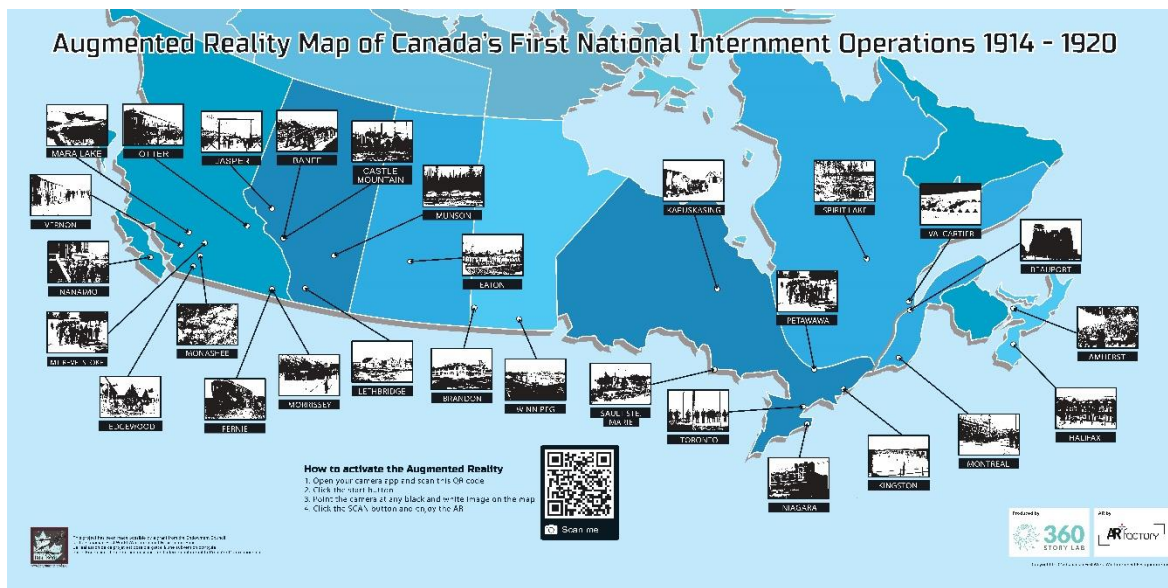 Augmented Reality Map of Canada's First National Internment Operations 1914 - 1920
MARA LAKE
OTTER
JASPER
BANFF
CASTLE
MOUNTAIN
MUNSON
VERNON
NANAIMO
MT REVELSTOKE
EDGEWOOD
MONASHEE
FERNIE
MORRISSEY
LETHBRIDGE
EATON
BRANDON
WINNIPEG
KAPUSKASING
SPIRIT LAKE
VALCARTIER
BEAUPORT
PETAWAWA
AMHERST
SAULT STE.
MARIE
TORONTO
NIAGARA
KINGSTON
MONTREAL
HALIFAX
How to activate the Augmented Reality
1. Open your camera app and scan this QR code
2. Click the start button
3. Point the camera at any black and white image on the map
4. Click the SCAN button and enjoy the AR
Scan me
Produced by
360
STORY LAB
AR by
AR FACTORY